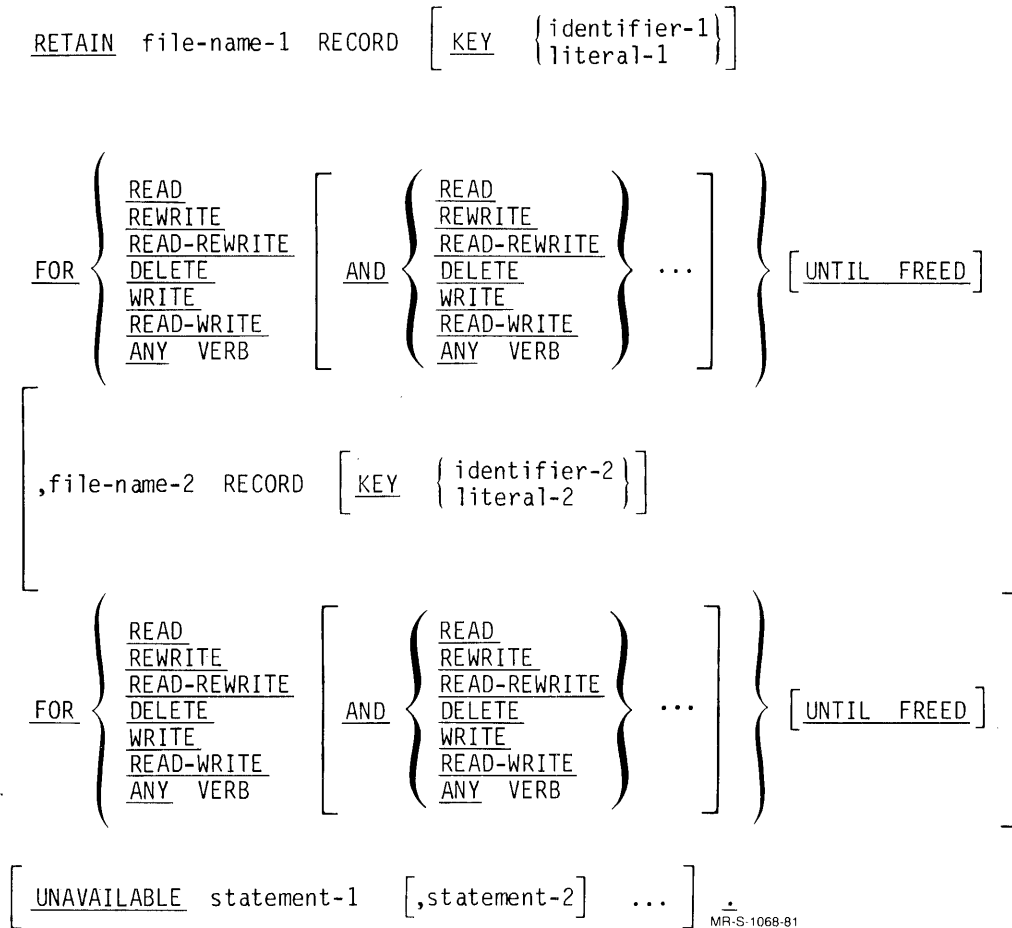 RETAIN file-name-1 RECORD [ KEY { identifier-1
literal-1 } ]
FOR { READ [ AND { READ
REWRITE REWRITE
READ-REWRITE READ-REWRITE
DELETE DELETE } ... ] } [ UNTIL FREED ]
WRITE WRITE
READ-WRITE READ-WRITE
ANY VERB ANY VERB
[ ,file-name-2 RECORD [ KEY { identifier-2
literal-2 } ]
FOR { READ [ AND { READ
REWRITE REWRITE
READ-REWRITE READ-REWRITE
DELETE DELETE } ... ] } [ UNTIL FREED ] ]
WRITE WRITE
READ-WRITE READ-WRITE
ANY VERB ANY VERB
[ UNAVAILABLE statement-1 [ ,statement-2 ] ... ] .
MR-S-1068-81